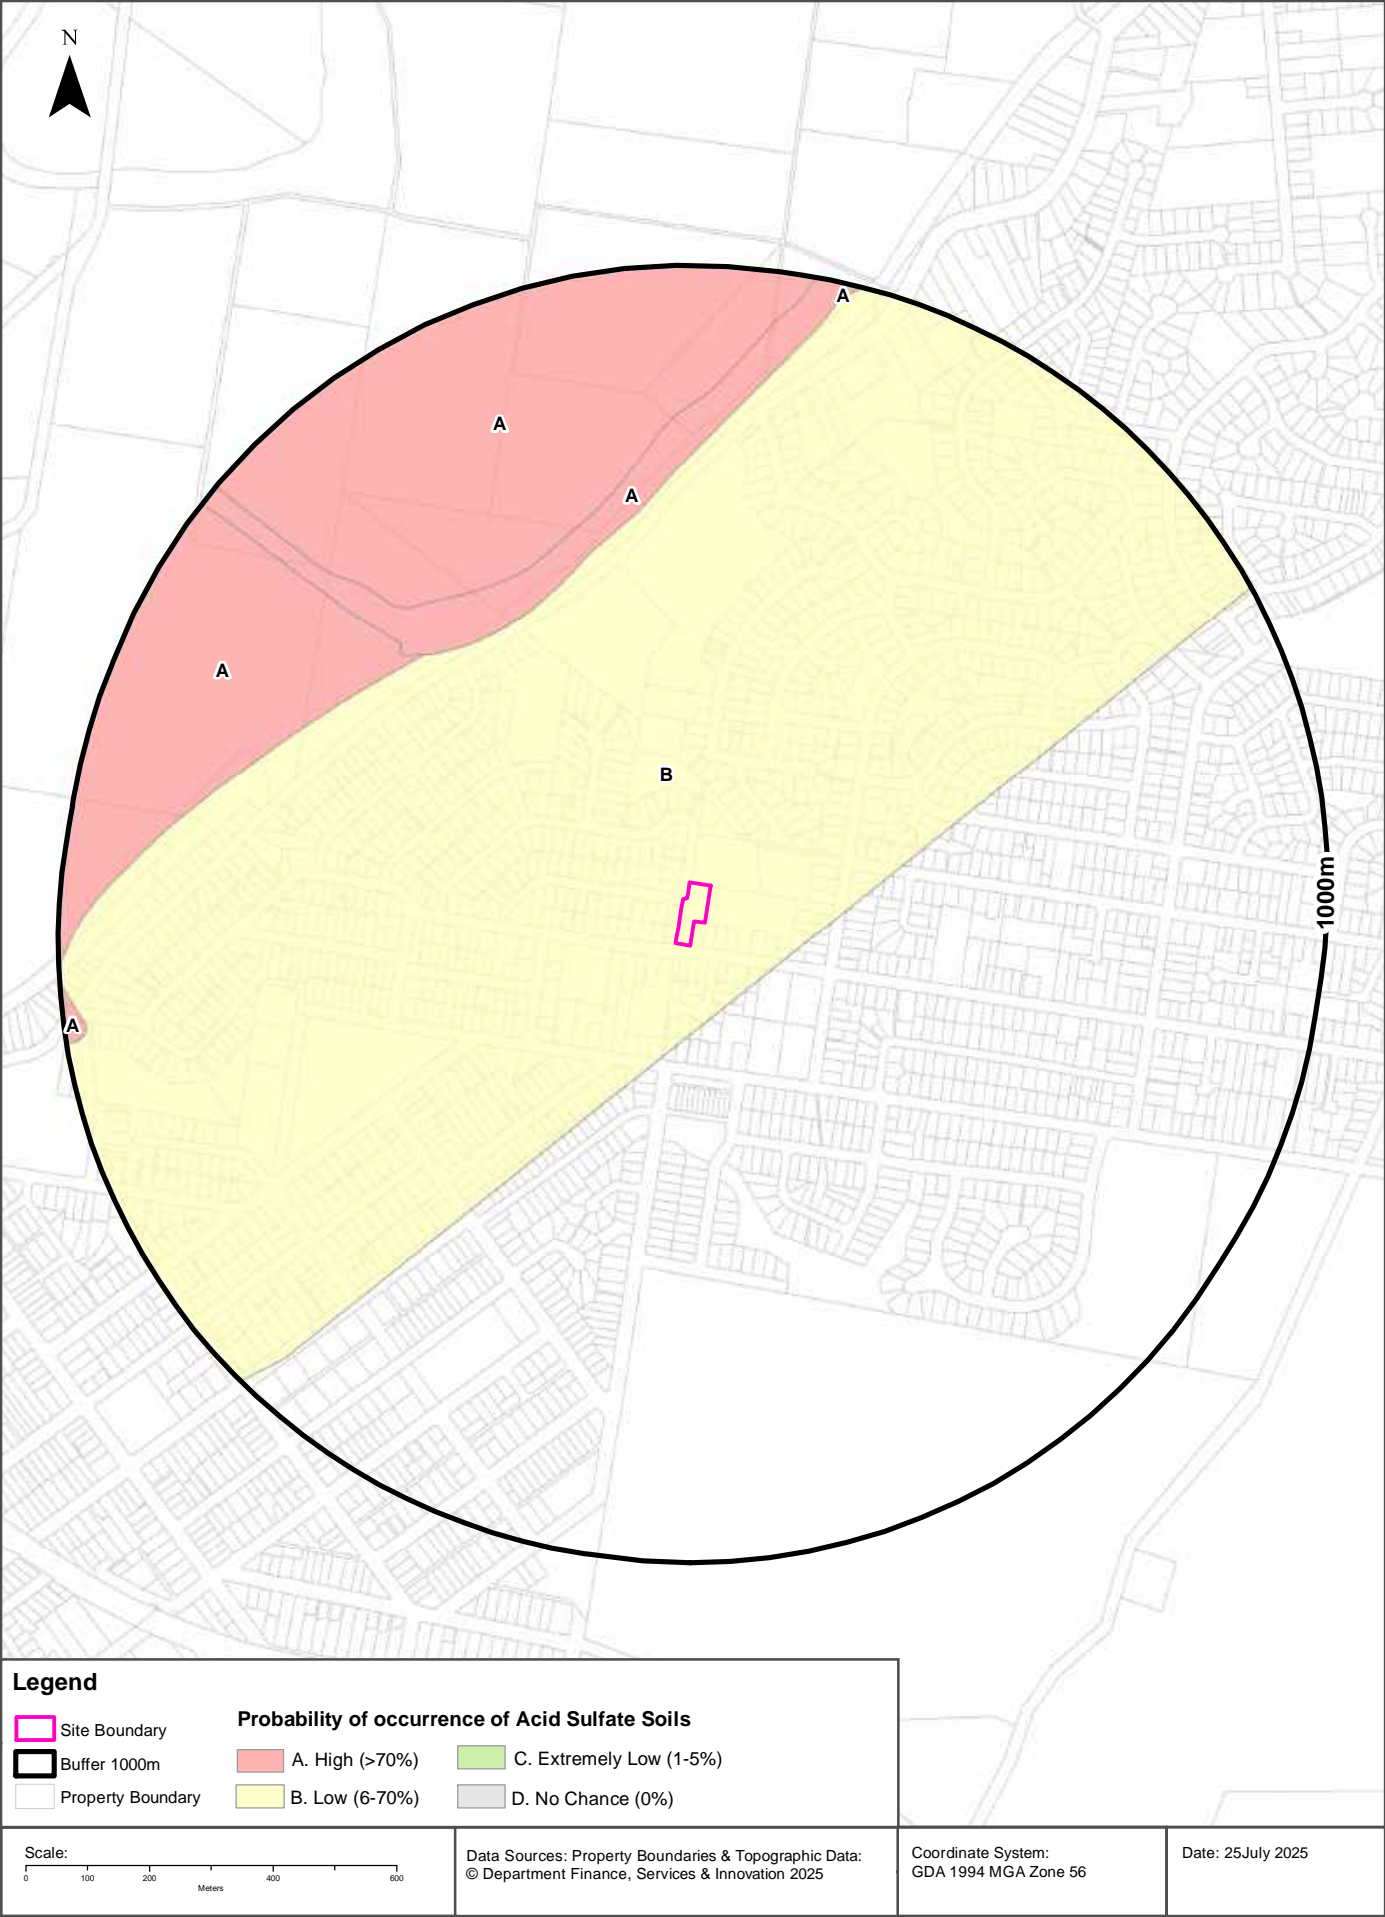 N
A
A
A
A
B
1000m
A
Legend
Site Boundary
Buffer 1000m
Property Boundary
Probability of occurrence of Acid Sulfate Soils
A. High (>70%)
B. Low (6-70%)
C. Extremely Low (1-5%)
D. No Chance (0%)
Scale:
0 100 200 400 600
Meters
Data Sources: Property Boundaries & Topographic Data:
© Department Finance, Services & Innovation 2025
Coordinate System:
GDA 1994 MGA Zone 56
Date: 25July 2025